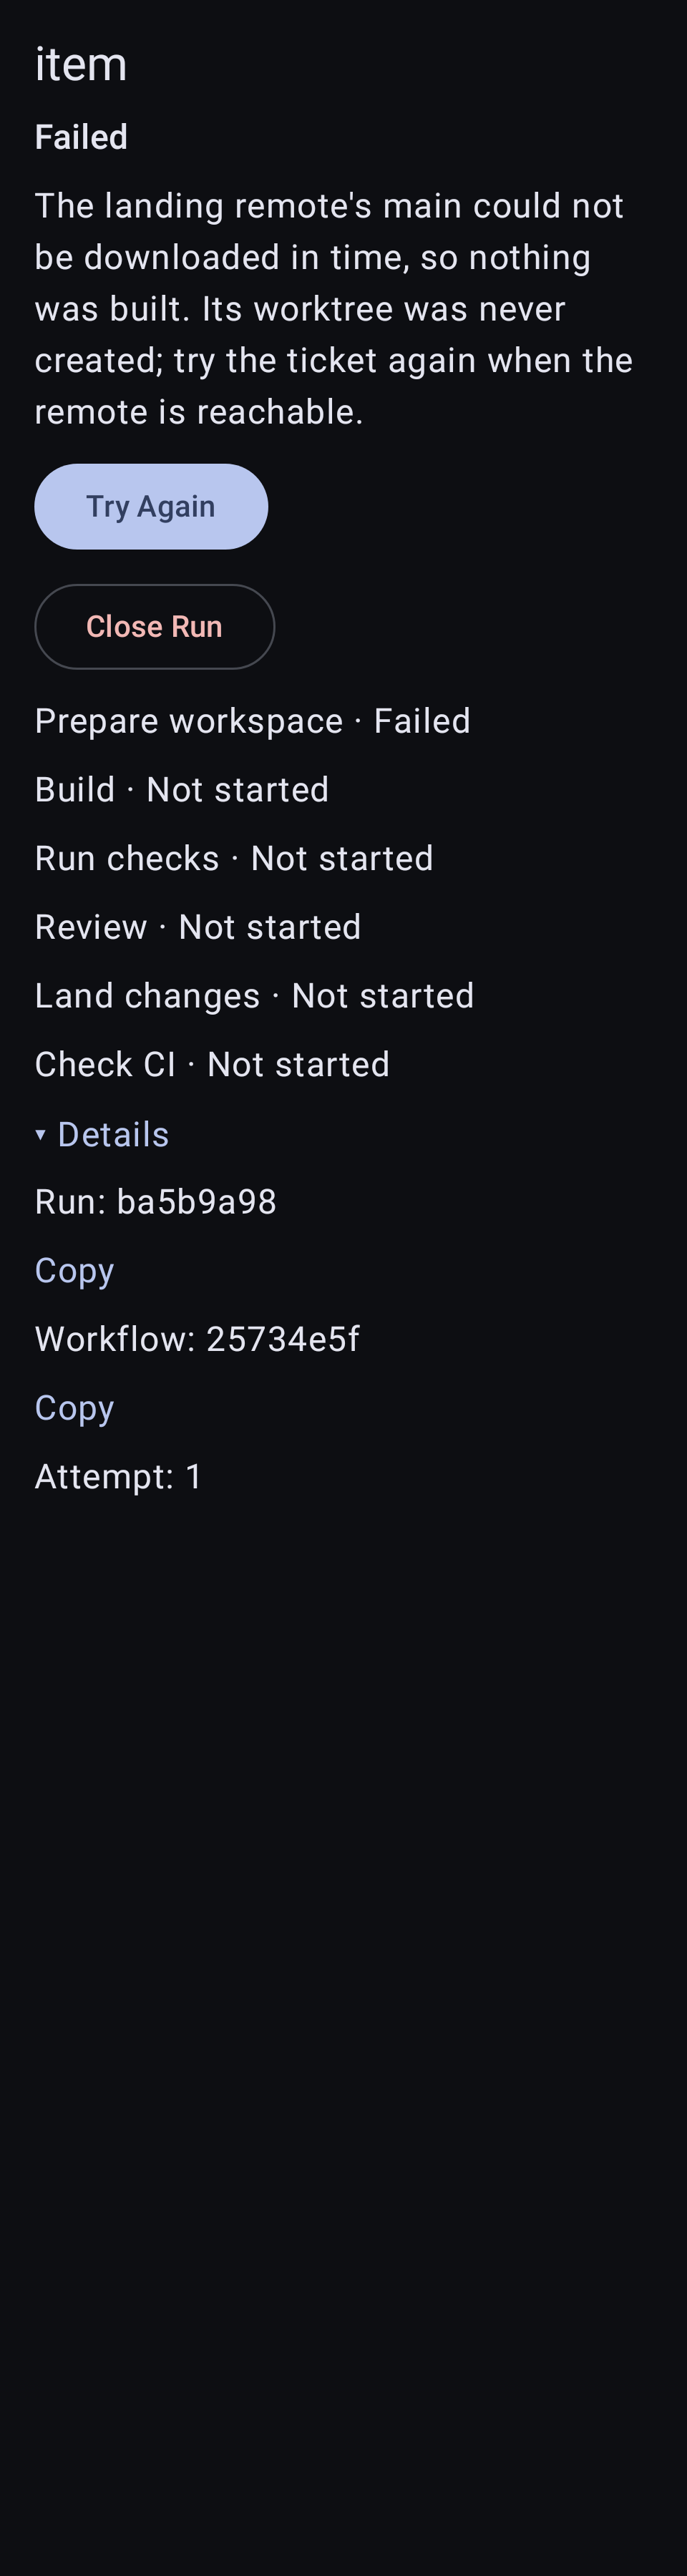 item
Failed
The landing remote's main could not
be downloaded in time, so nothing
was built. Its worktree was never
created; try the ticket again when the
remote is reachable.
Try Again
Close Run
Prepare workspace · Failed
Build · Not started
Run checks · Not started
Review · Not started
Land changes · Not started
Check CI · Not started
▾ Details
Run: ba5b9a98
Copy
Workflow: 25734e5f
Copy
Attempt: 1